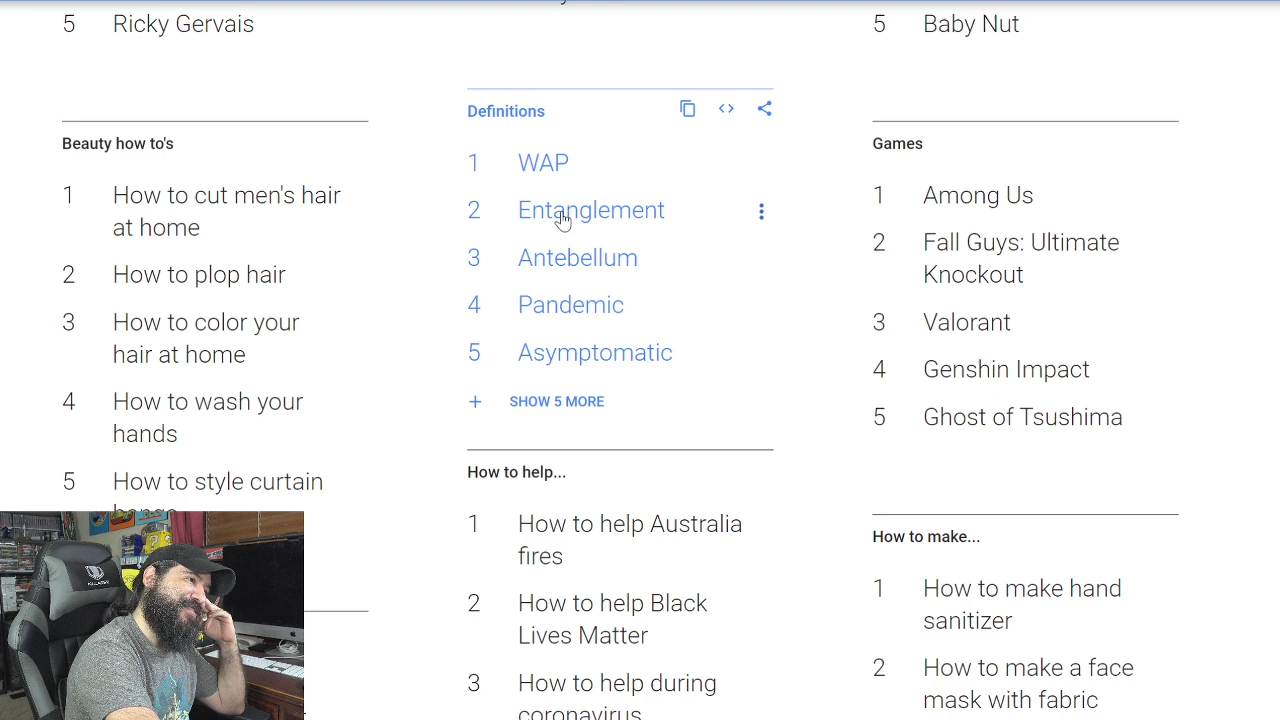 5 Ricky Gervais
Beauty how to's
1 How to cut men's hair
at home
2 How to plop hair
3 How to color your
hair at home
4 How to wash your
hands
5 How to style curtain
bangs
Definitions
1 WAP
2 Entanglement
3 Antebellum
4 Pandemic
5 Asymptomatic
+ SHOW 5 MORE
How to help...
1 How to help Australia
fires
2 How to help Black
Lives Matter
3 How to help during
coronavirus
5 Baby Nut
Games
1 Among Us
2 Fall Guys: Ultimate
Knockout
3 Valorant
4 Genshin Impact
5 Ghost of Tsushima
How to make...
1 How to make hand
sanitizer
2 How to make a face
mask with fabric